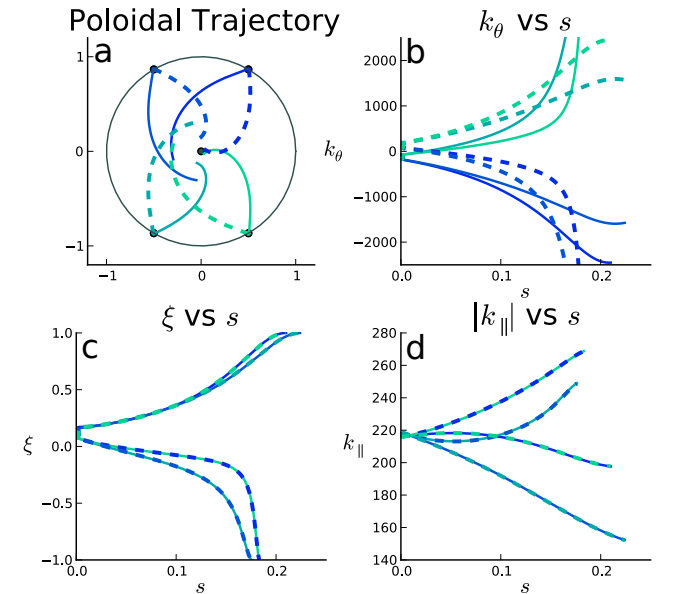 Poloidal Trajectory
k_θ vs s
a
b
1
0
−1
−1
0
1
k_θ
2000
1000
0
−1000
−2000
0.0
0.1
0.2
s
ξ vs s
|k_∥| vs s
c
d
ξ
1.0
0.5
0.0
−0.5
−1.0
0.0
0.1
0.2
s
k_∥
280
260
240
220
200
180
160
140
0.0
0.1
0.2
s